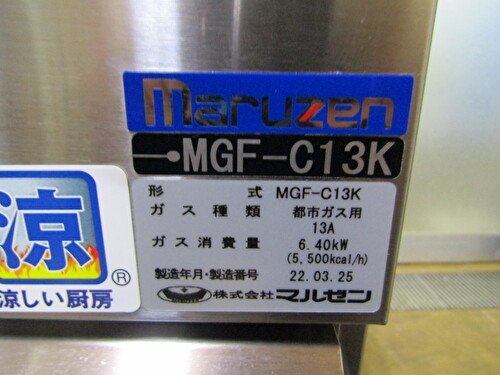 maruzen
MGF-C13K
形 式 MGF-C13K
ガス種類 都市ガス用
13A
ガス消費量 6.40kW
(5,500kcal/h)
製造年月・製造番号 22.03.25
株式会社 マルゼン
涼
®
涼しい厨房